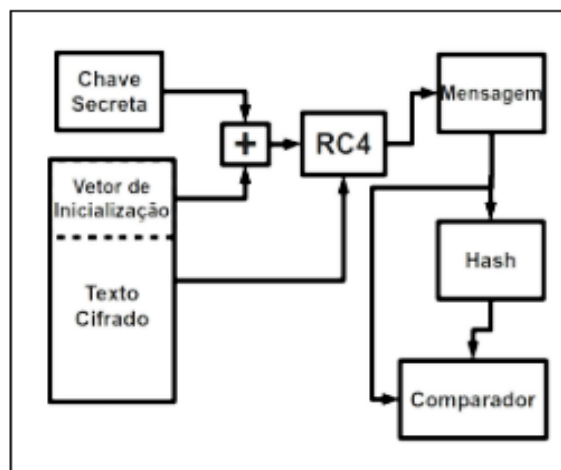 Chave
Secreta
Mensagem
+
RC4
Vetor de
Inicialização
Hash
Texto
Cifrado
Comparador